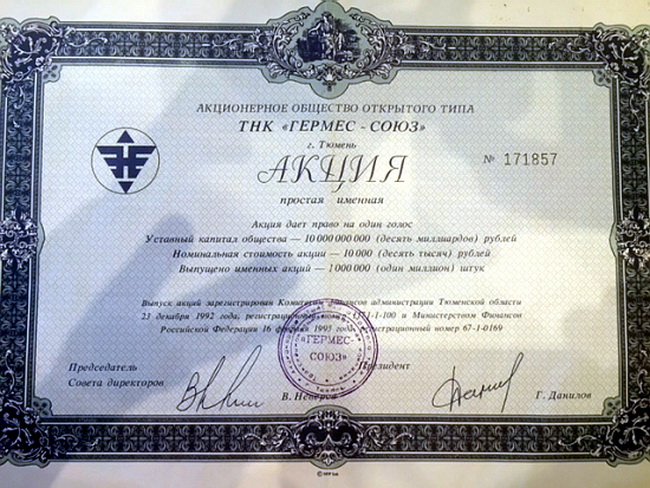 АКЦИОНЕРНОЕ ОБЩЕСТВО ОТКРЫТОГО ТИПА
ТНК «ГЕРМЕС - СОЮЗ»
г. Тюмень
АКЦИЯ
№ 171857
простая именная
Акция дает право на один голос
Уставный капитал общества — 10 000 000 000 (десять миллиардов) рублей
Номинальная стоимость акции — 10 000 (десять тысяч) рублей
Выпущено именных акций — 1 000 000 (один миллион) штук
Выпуск акций зарегистрирован Комитетом финансов администрации Тюменской области
23 декабря 1992 года, регистрационный номер 67-1-100 и Министерством Финансов
Российской Федерации 16 февраля 1993 года, регистрационный номер 67-1-0169
«ГЕРМЕС-
СОЮЗ»
Председатель
Совета директоров
В. Неверов
Президент
Г. Данилов